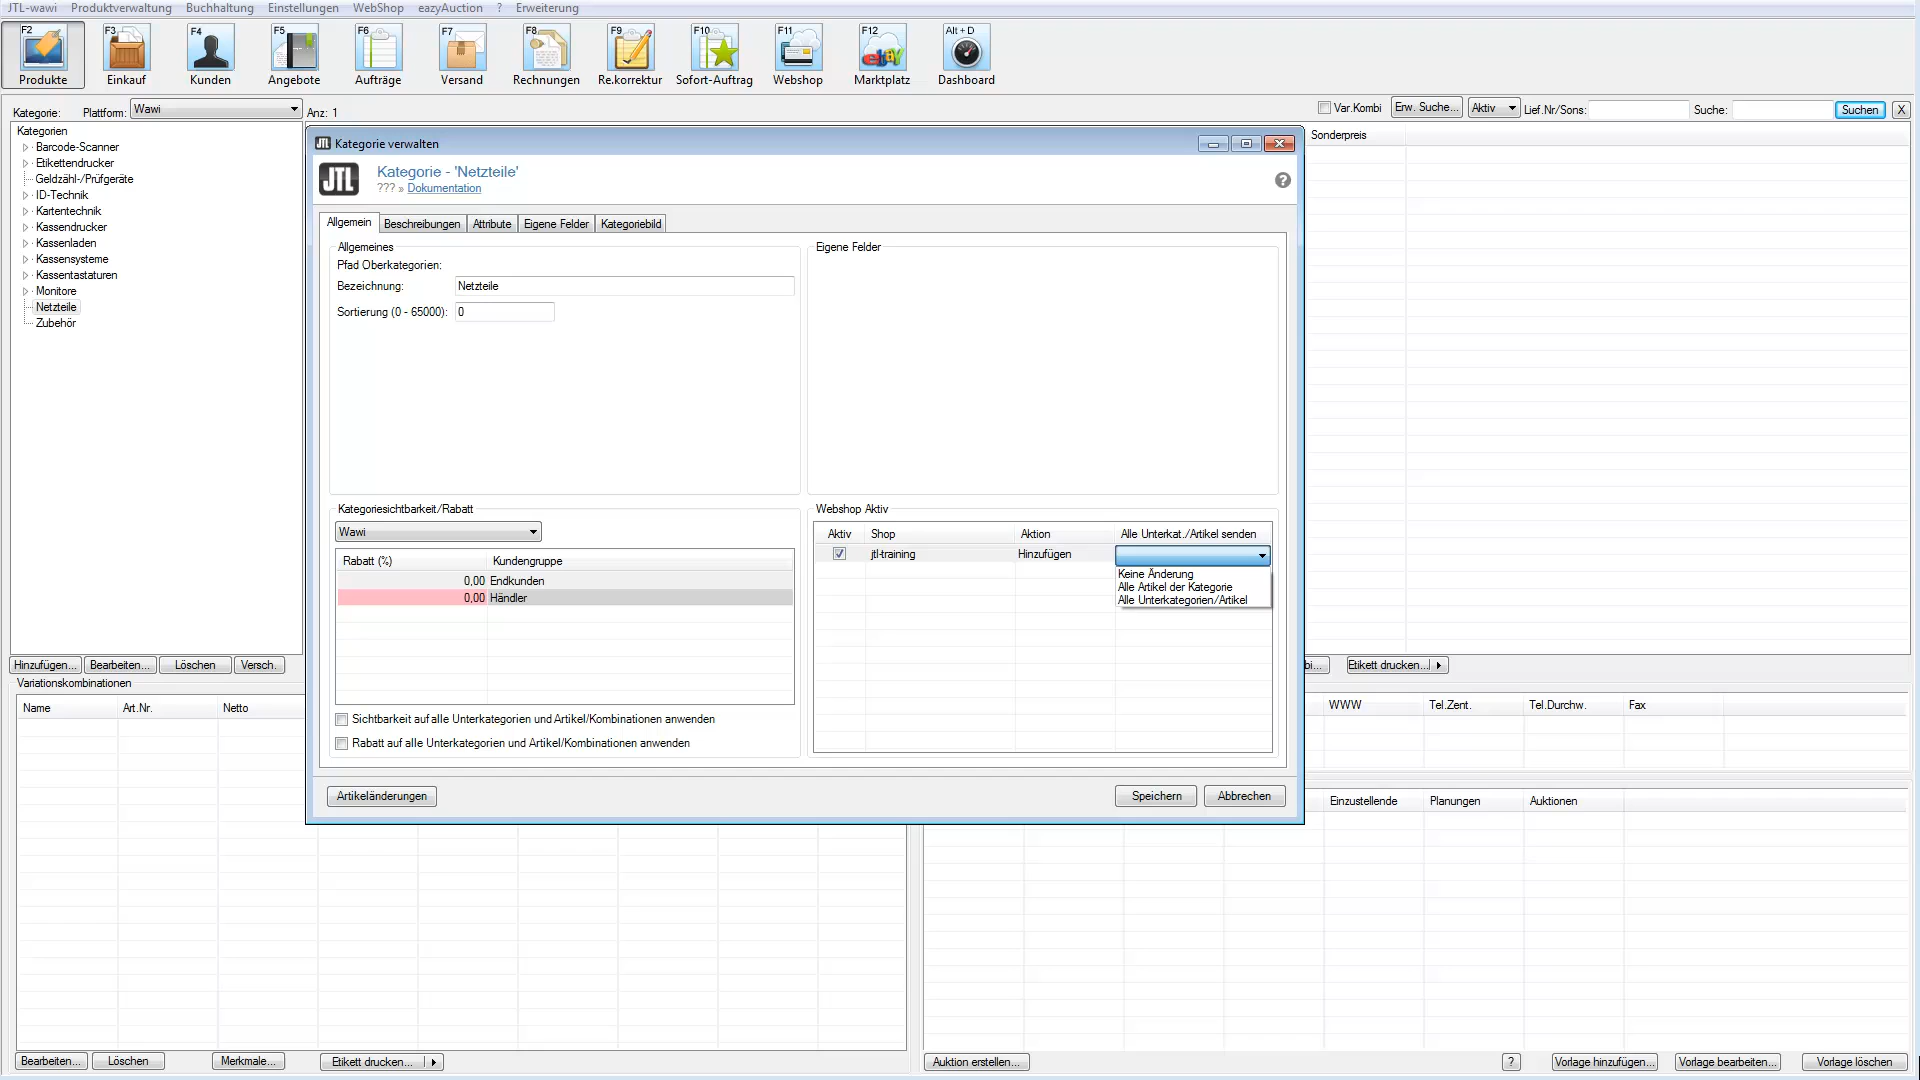 JTL-wawi Produktverwaltung Buchhaltung Einstellungen WebShop eazyAuction ? Erweiterung
F2 F3 F4 F5 F6 F7 F8 F9 F10 F11 F12 Alt + D
Produkte Einkauf Kunden Angebote Aufträge Versand Rechnungen Re.korrektur Sofort-Auftrag Webshop Marktplatz Dashboard
Kategorie: Plattform: Wawi Anz: 1 Var.Kombi Erw. Suche... Aktiv Lief.Nr/Sons: Suche: Suchen X
Kategorien
Barcode-Scanner
Etikettendrucker
Geldzähl-/Prüfgeräte
ID-Technik
Kartentechnik
Kassendrucker
Kassenladen
Kassensysteme
Kassentastaturen
Monitore
Netzteile
Zubehör
Hinzufügen... Bearbeiten... Löschen Versch.
Sonderpreis
JTL Kategorie verwalten
JTL
Kategorie - 'Netzteile'
??? » Dokumentation
?
Allgemein Beschreibungen Attribute Eigene Felder Kategoriebild
Allgemeines
Pfad Oberkategorien:
Bezeichnung: Netzteile
Sortierung (0 - 65000): 0
Eigene Felder
Kategoriesichtbarkeit/Rabatt
Wawi
Rabatt (%) Kundengruppe
0,00 Endkunden
0,00 Händler
Sichtbarkeit auf alle Unterkategorien und Artikel/Kombinationen anwenden
Rabatt auf alle Unterkategorien und Artikel/Kombinationen anwenden
Webshop Aktiv
Aktiv Shop Aktion Alle Unterkat./Artikel senden
jtl-training Hinzufügen
Keine Änderung
Alle Artikel der Kategorie
Alle Unterkategorien/Artikel
Artikeländerungen Speichern Abbrechen
bi... Etikett drucken...
Variationskombinationen
Name Art.Nr. Netto
WWW Tel.Zent. Tel.Durchw. Fax
Einzustellende Planungen Auktionen
Bearbeiten... Löschen Merkmale... Etikett drucken...
Auktion erstellen... ? Vorlage hinzufügen... Vorlage bearbeiten... Vorlage löschen